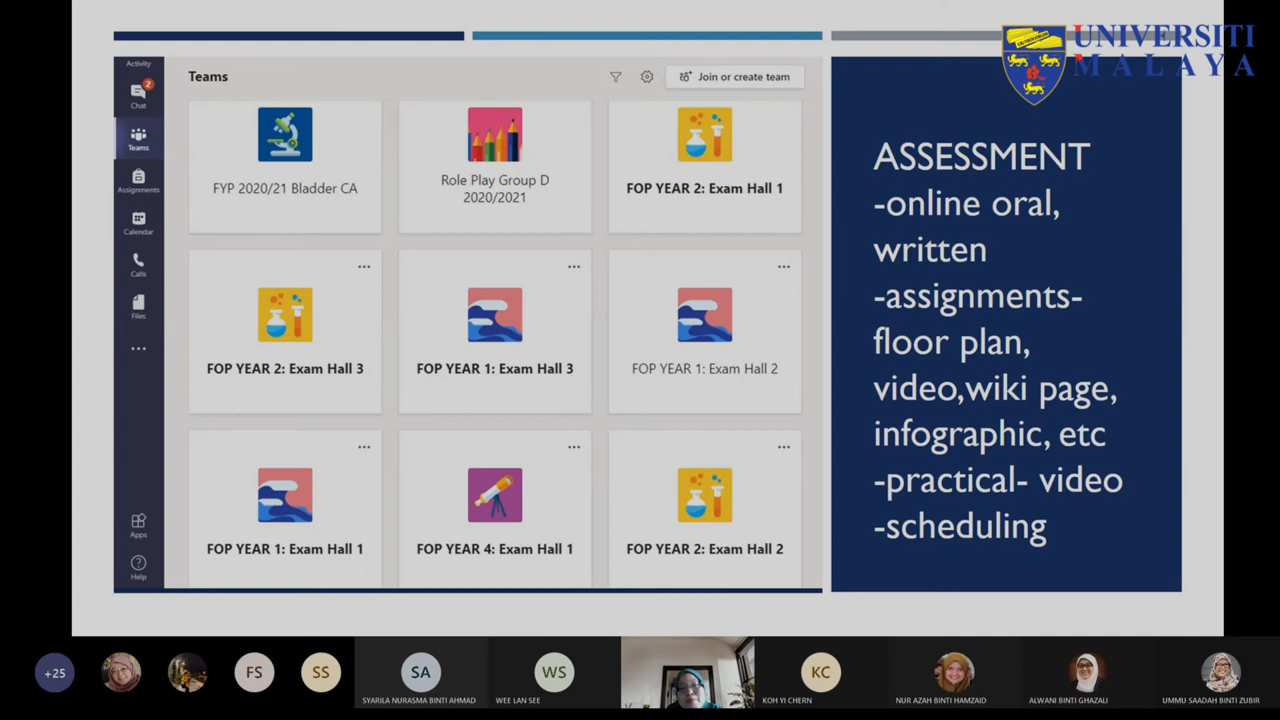 UNIVERSITI
MALAYA
Activity
2
Chat
Teams
Assignments
Calendar
Calls
Files
Apps
Help
Teams
Join or create team
FYP 2020/21 Bladder CA
Role Play Group D
2020/2021
FOP YEAR 2: Exam Hall 1
FOP YEAR 2: Exam Hall 3
FOP YEAR 1: Exam Hall 3
FOP YEAR 1: Exam Hall 2
FOP YEAR 1: Exam Hall 1
FOP YEAR 4: Exam Hall 1
FOP YEAR 2: Exam Hall 2
ASSESSMENT
-online oral,
written
-assignments-
floor plan,
video,wiki page,
infographic, etc
-practical- video
-scheduling
+25
FS
SS
SA
SYARILA NURASMA BINTI AHMAD
WS
WEE LAN SEE
KC
KOH YI CHERN
NUR AZAH BINTI HAMZAID
ALWANI BINTI GHAZALI
UMMU SAADAH BINTI ZUBIR